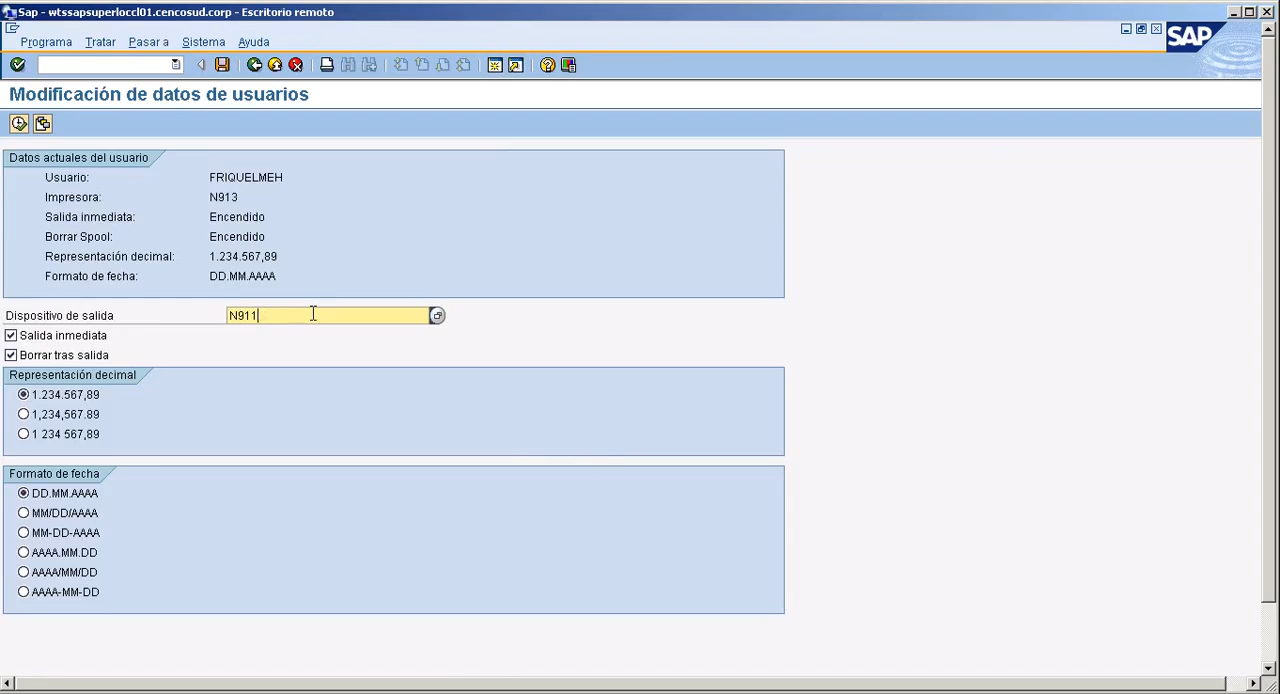 Sap - wtssapsuperloccl01.cencosud.corp - Escritorio remoto
Programa Tratar Pasar a Sistema Ayuda
SAP
Modificación de datos de usuarios
Datos actuales del usuario
Usuario: FRIQUELMEH
Impresora: N913
Salida inmediata: Encendido
Borrar Spool: Encendido
Representación decimal: 1.234.567,89
Formato de fecha: DD.MM.AAAA
Dispositivo de salida N911
Salida inmediata
Borrar tras salida
Representación decimal
1.234.567,89
1,234,567.89
1 234 567,89
Formato de fecha
DD.MM.AAAA
MM/DD/AAAA
MM-DD-AAAA
AAAA.MM.DD
AAAA/MM/DD
AAAA-MM-DD